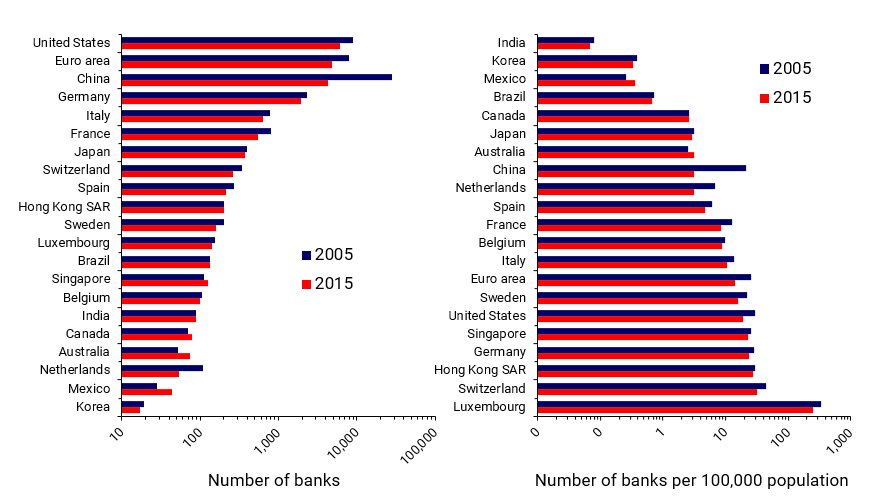 United States
Euro area
China
Germany
Italy
France
Japan
Switzerland
Spain
Hong Kong SAR
Sweden
Luxembourg
Brazil
Singapore
Belgium
India
Canada
Australia
Netherlands
Mexico
Korea
2005
2015
10
100
1,000
10,000
100,000
Number of banks
India
Korea
Mexico
Brazil
Canada
Japan
Australia
China
Netherlands
Spain
France
Belgium
Italy
Euro area
Sweden
United States
Singapore
Germany
Hong Kong SAR
Switzerland
Luxembourg
2005
2015
0
0
1
10
100
1,000
Number of banks per 100,000 population